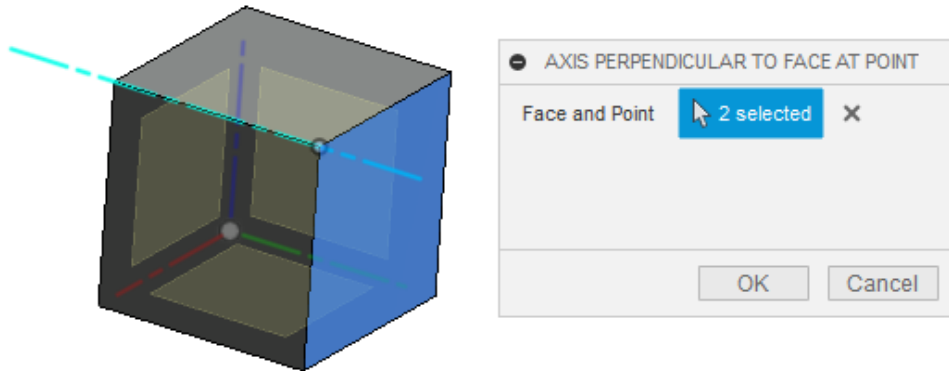 AXIS PERPENDICULAR TO FACE AT POINT
Face and Point 2 selected
OK Cancel